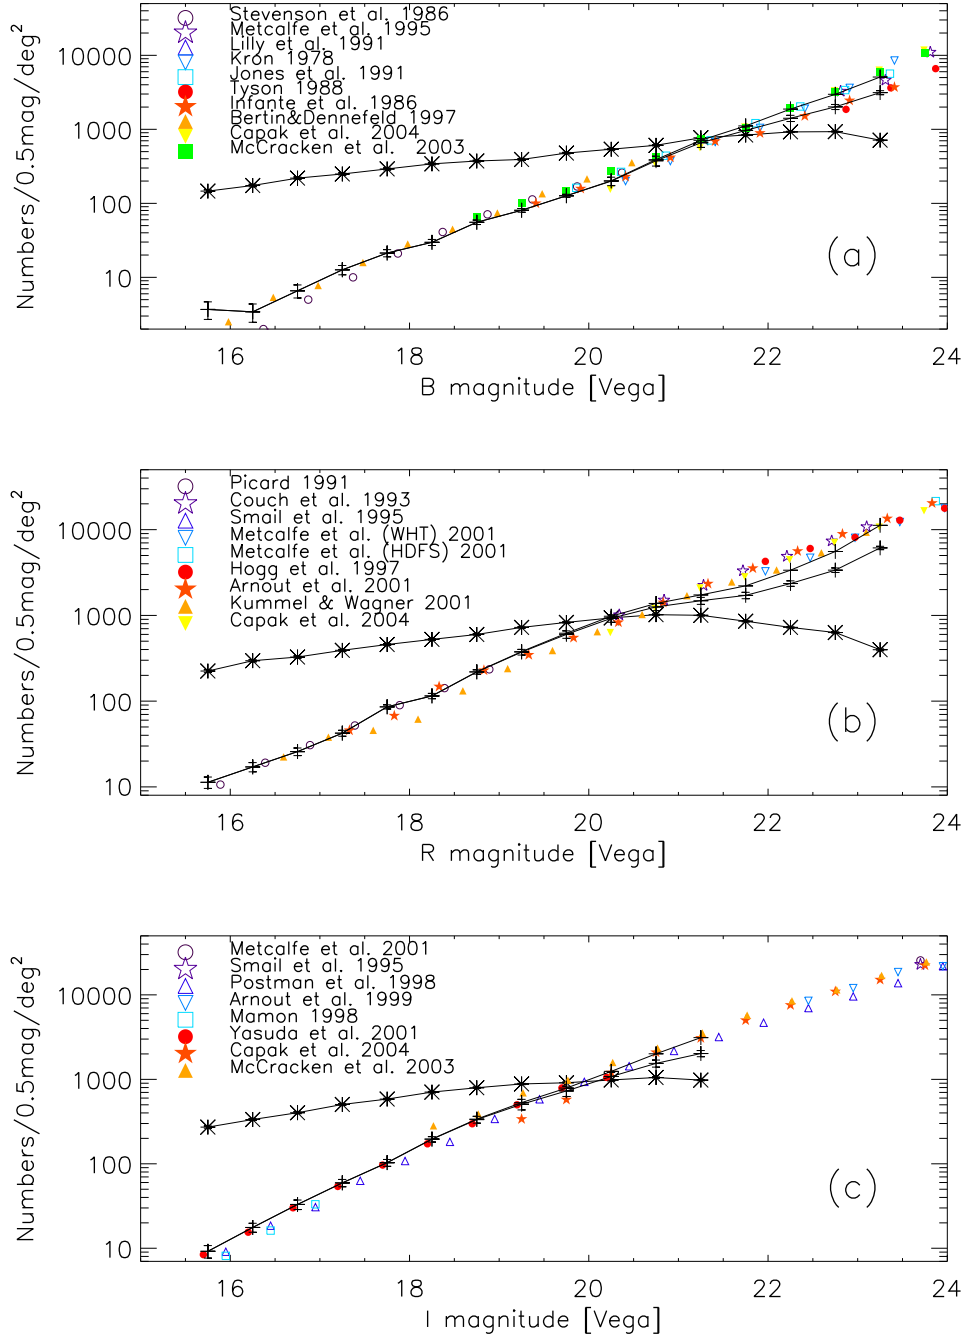 Stevenson et al. 1986
Metcalfe et al. 1995
Lilly et al. 1991
Kron 1978
Jones et al. 1991
Tyson 1988
Infante et al. 1986
Bertin&Dennefeld 1997
Capak et al. 2004
McCracken et al. 2003
10000
1000
100
10
Numbers/0.5mag/deg²
(a)
16 18 20 22 24
B magnitude [Vega]
Picard 1991
Couch et al. 1993
Smail et al. 1995
Metcalfe et al. (WHT) 2001
Metcalfe et al. (HDFS) 2001
Hogg et al. 1997
Arnout et al. 2001
Kummel & Wagner 2001
Capak et al. 2004
10000
1000
100
10
Numbers/0.5mag/deg²
(b)
16 18 20 22 24
R magnitude [Vega]
Metcalfe et al. 2001
Smail et al. 1995
Postman et al. 1998
Arnout et al. 1999
Mamon 1998
Yasuda et al. 2001
Capak et al. 2004
McCracken et al. 2003
10000
1000
100
10
Numbers/0.5mag/deg²
(c)
16 18 20 22 24
I magnitude [Vega]